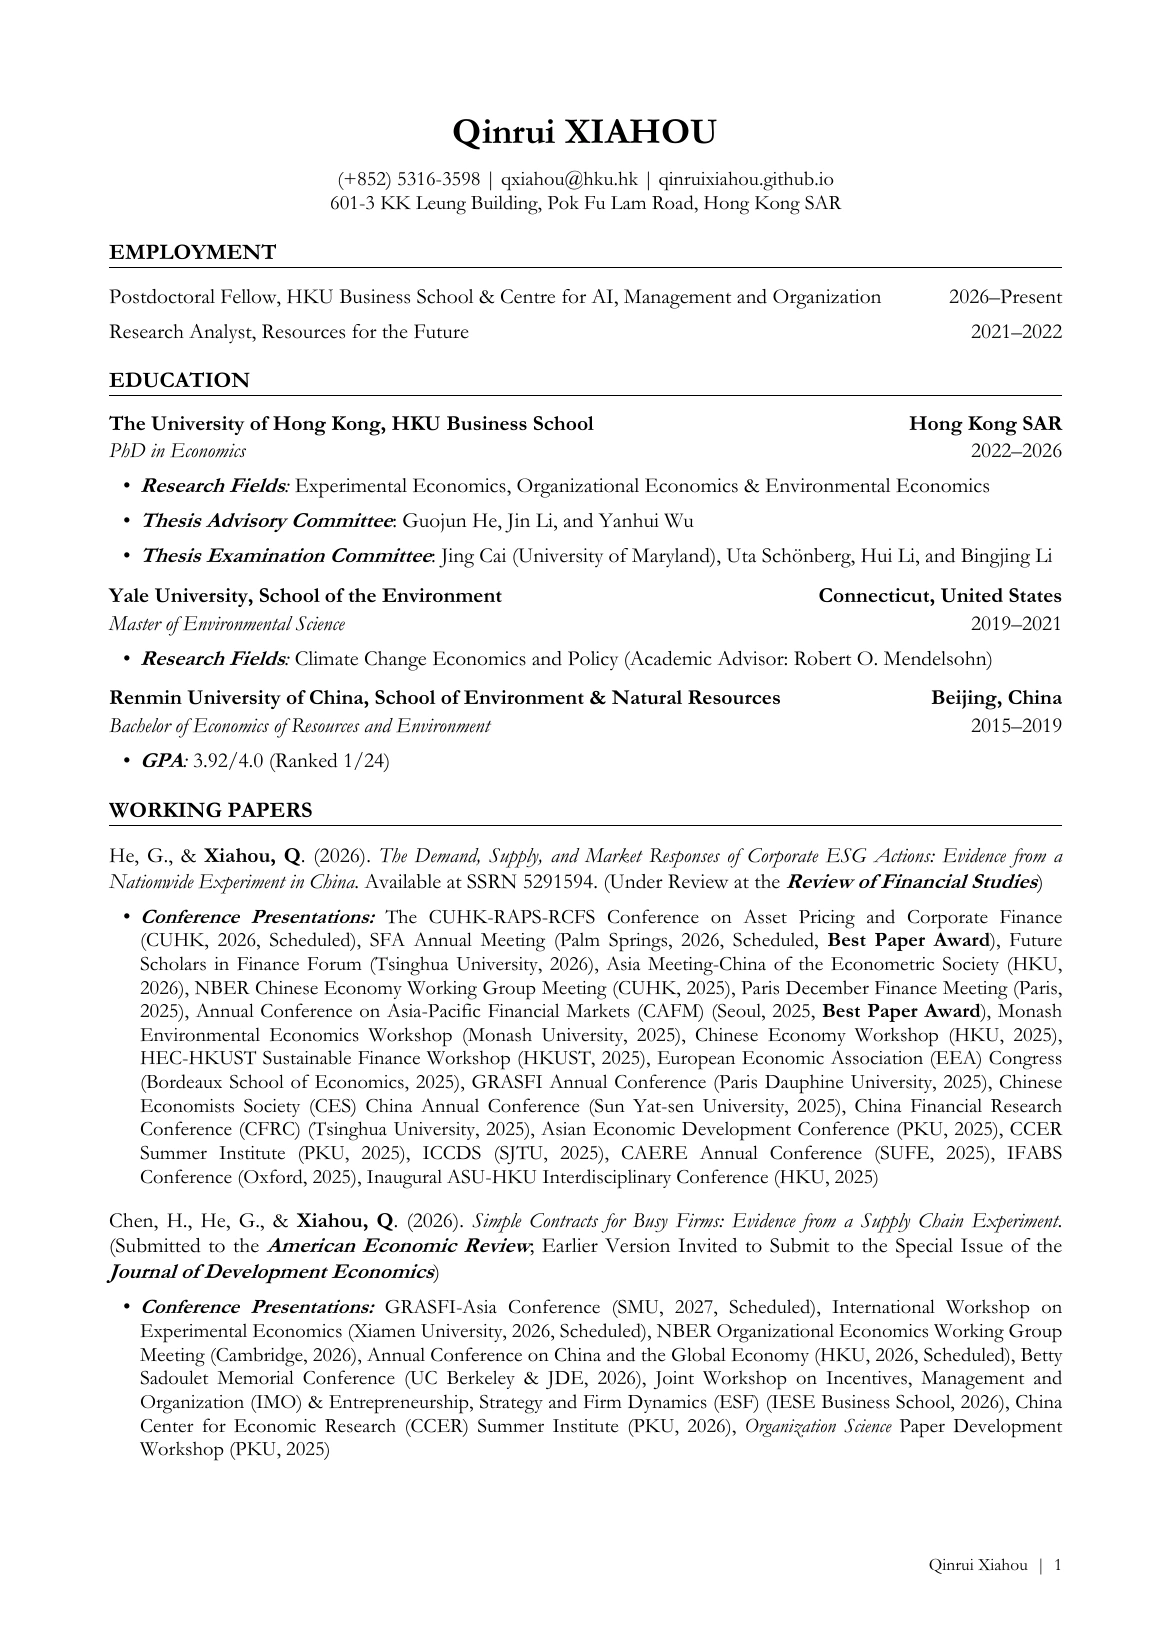 Qinrui XIAHOU
(+852) 5316-3598 | qxiahou@hku.hk | qinruixiahou.github.io
601-3 KK Leung Building, Pok Fu Lam Road, Hong Kong SAR
EMPLOYMENT
Postdoctoral Fellow, HKU Business School & Centre for AI, Management and Organization 2026–Present
Research Analyst, Resources for the Future 2021–2022
EDUCATION
The University of Hong Kong, HKU Business School Hong Kong SAR
PhD in Economics 2022–2026
• Research Fields: Experimental Economics, Organizational Economics & Environmental Economics
• Thesis Advisory Committee: Guojun He, Jin Li, and Yanhui Wu
• Thesis Examination Committee: Jing Cai (University of Maryland), Uta Schönberg, Hui Li, and Bingjing Li
Yale University, School of the Environment Connecticut, United States
Master of Environmental Science 2019–2021
• Research Fields: Climate Change Economics and Policy (Academic Advisor: Robert O. Mendelsohn)
Renmin University of China, School of Environment & Natural Resources Beijing, China
Bachelor of Economics of Resources and Environment 2015–2019
• GPA: 3.92/4.0 (Ranked 1/24)
WORKING PAPERS
He, G., & Xiahou, Q. (2026). The Demand, Supply, and Market Responses of Corporate ESG Actions: Evidence from a
Nationwide Experiment in China. Available at SSRN 5291594. (Under Review at the Review of Financial Studies)
• Conference Presentations: The CUHK-RAPS-RCFS Conference on Asset Pricing and Corporate Finance
(CUHK, 2026, Scheduled), SFA Annual Meeting (Palm Springs, 2026, Scheduled, Best Paper Award), Future
Scholars in Finance Forum (Tsinghua University, 2026), Asia Meeting-China of the Econometric Society (HKU,
2026), NBER Chinese Economy Working Group Meeting (CUHK, 2025), Paris December Finance Meeting (Paris,
2025), Annual Conference on Asia-Pacific Financial Markets (CAFM) (Seoul, 2025, Best Paper Award), Monash
Environmental Economics Workshop (Monash University, 2025), Chinese Economy Workshop (HKU, 2025),
HEC-HKUST Sustainable Finance Workshop (HKUST, 2025), European Economic Association (EEA) Congress
(Bordeaux School of Economics, 2025), GRASFI Annual Conference (Paris Dauphine University, 2025), Chinese
Economists Society (CES) China Annual Conference (Sun Yat-sen University, 2025), China Financial Research
Conference (CFRC) (Tsinghua University, 2025), Asian Economic Development Conference (PKU, 2025), CCER
Summer Institute (PKU, 2025), ICCDS (SJTU, 2025), CAERE Annual Conference (SUFE, 2025), IFABS
Conference (Oxford, 2025), Inaugural ASU-HKU Interdisciplinary Conference (HKU, 2025)
Chen, H., He, G., & Xiahou, Q. (2026). Simple Contracts for Busy Firms: Evidence from a Supply Chain Experiment.
(Submitted to the American Economic Review; Earlier Version Invited to Submit to the Special Issue of the
Journal of Development Economics)
• Conference Presentations: GRASFI-Asia Conference (SMU, 2027, Scheduled), International Workshop on
Experimental Economics (Xiamen University, 2026, Scheduled), NBER Organizational Economics Working Group
Meeting (Cambridge, 2026), Annual Conference on China and the Global Economy (HKU, 2026, Scheduled), Betty
Sadoulet Memorial Conference (UC Berkeley & JDE, 2026), Joint Workshop on Incentives, Management and
Organization (IMO) & Entrepreneurship, Strategy and Firm Dynamics (ESF) (IESE Business School, 2026), China
Center for Economic Research (CCER) Summer Institute (PKU, 2026), Organization Science Paper Development
Workshop (PKU, 2025)
Qinrui Xiahou | 1